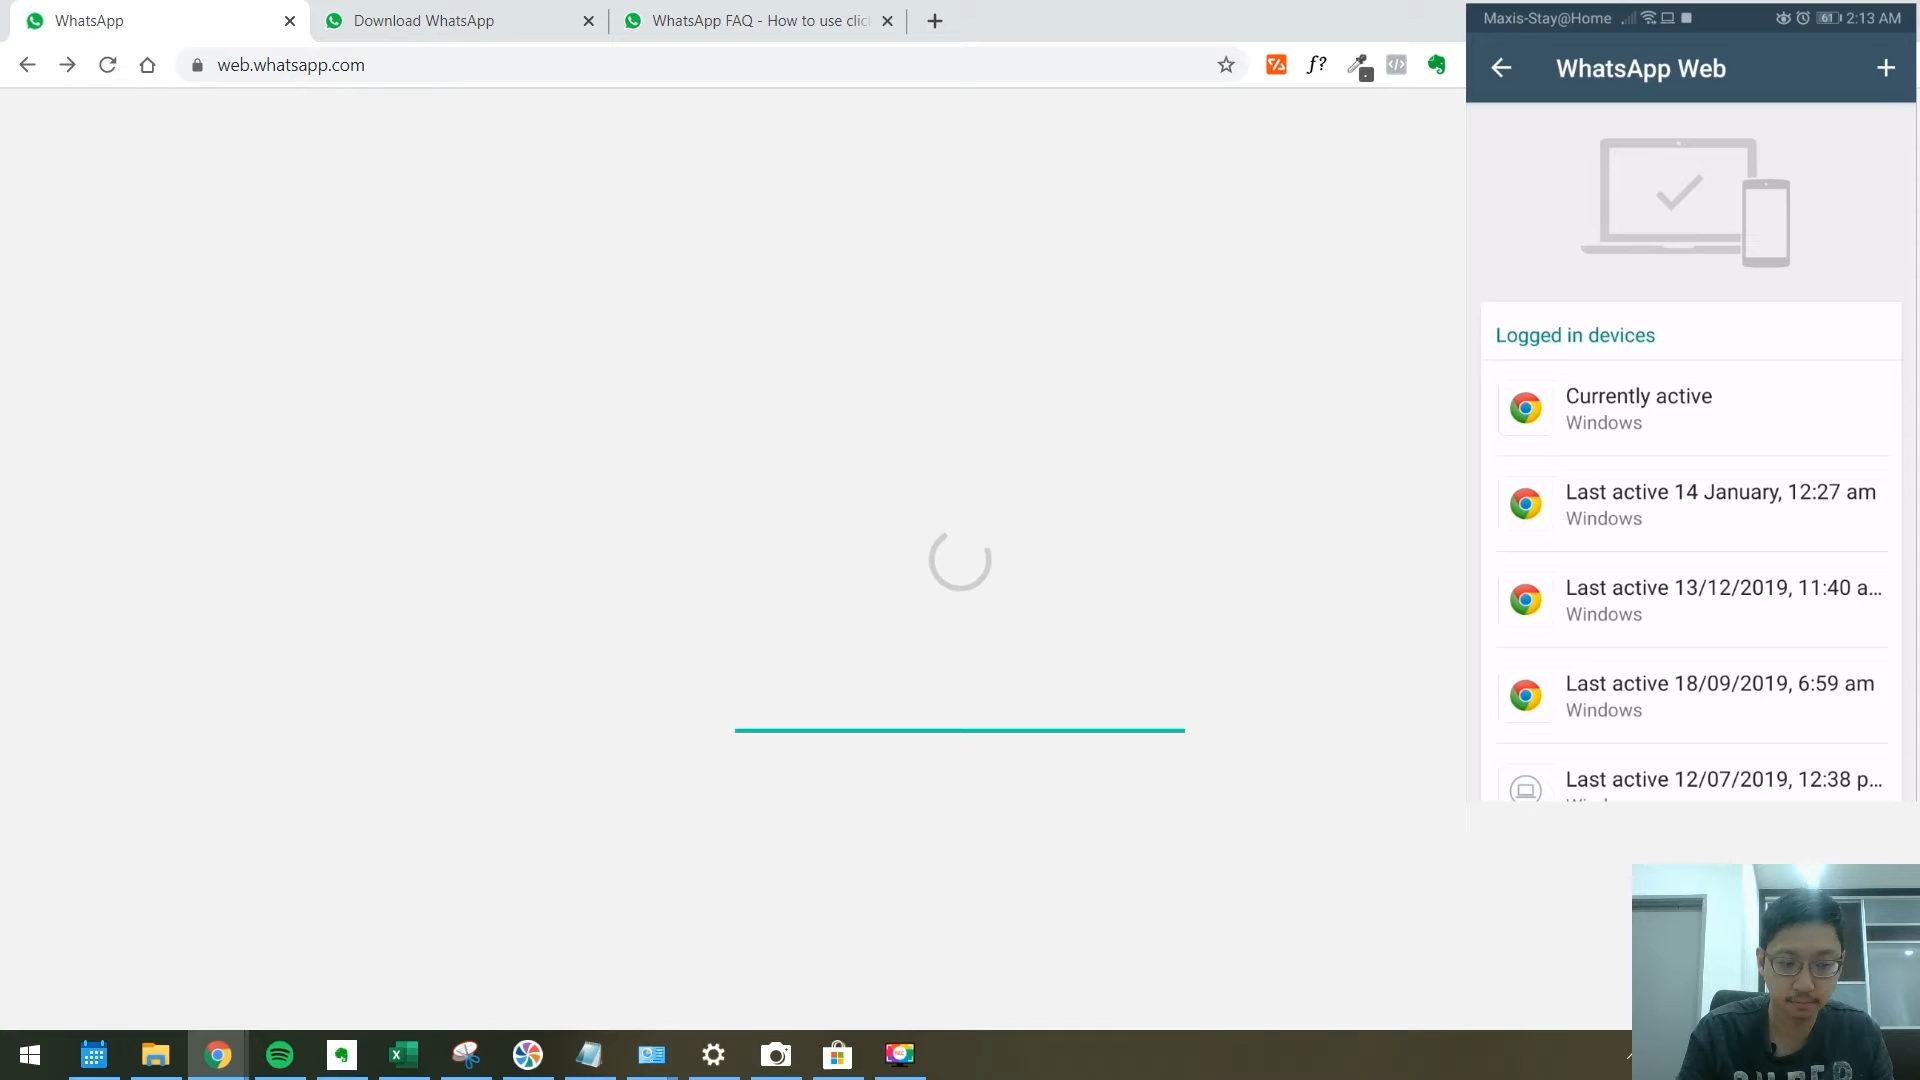 WhatsApp
Download WhatsApp
WhatsApp FAQ - How to use clic
web.whatsapp.com
f?
Maxis-Stay@Home
61
2:13 AM
WhatsApp Web
Logged in devices
Currently active
Windows
Last active 14 January, 12:27 am
Windows
Last active 13/12/2019, 11:40 a...
Windows
Last active 18/09/2019, 6:59 am
Windows
Last active 12/07/2019, 12:38 p...